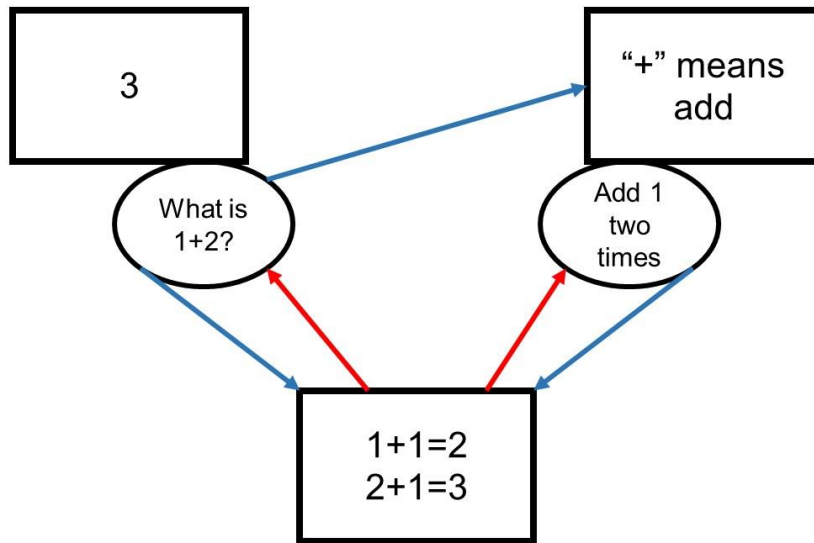 3
“+” means
add
What is
1+2?
Add 1
two
times
1+1=2
2+1=3